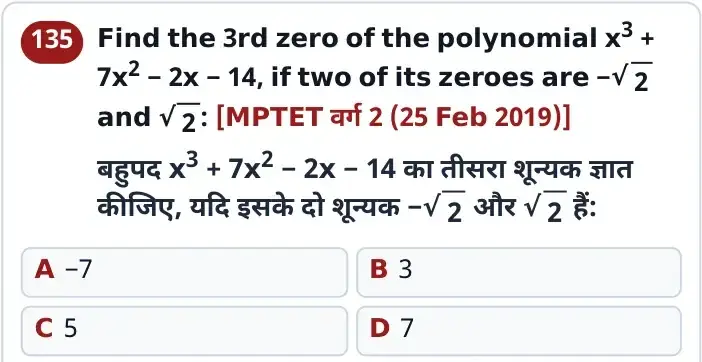 135 Find the 3rd zero of the polynomial x³ +
7x² − 2x − 14, if two of its zeroes are −√2
and √2: [MPTET वर्ग 2 (25 Feb 2019)]
बहुपद x³ + 7x² − 2x − 14 का तीसरा शून्यक ज्ञात
कीजिए, यदि इसके दो शून्यक −√2 और √2 हैं:
A −7
B 3
C 5
D 7